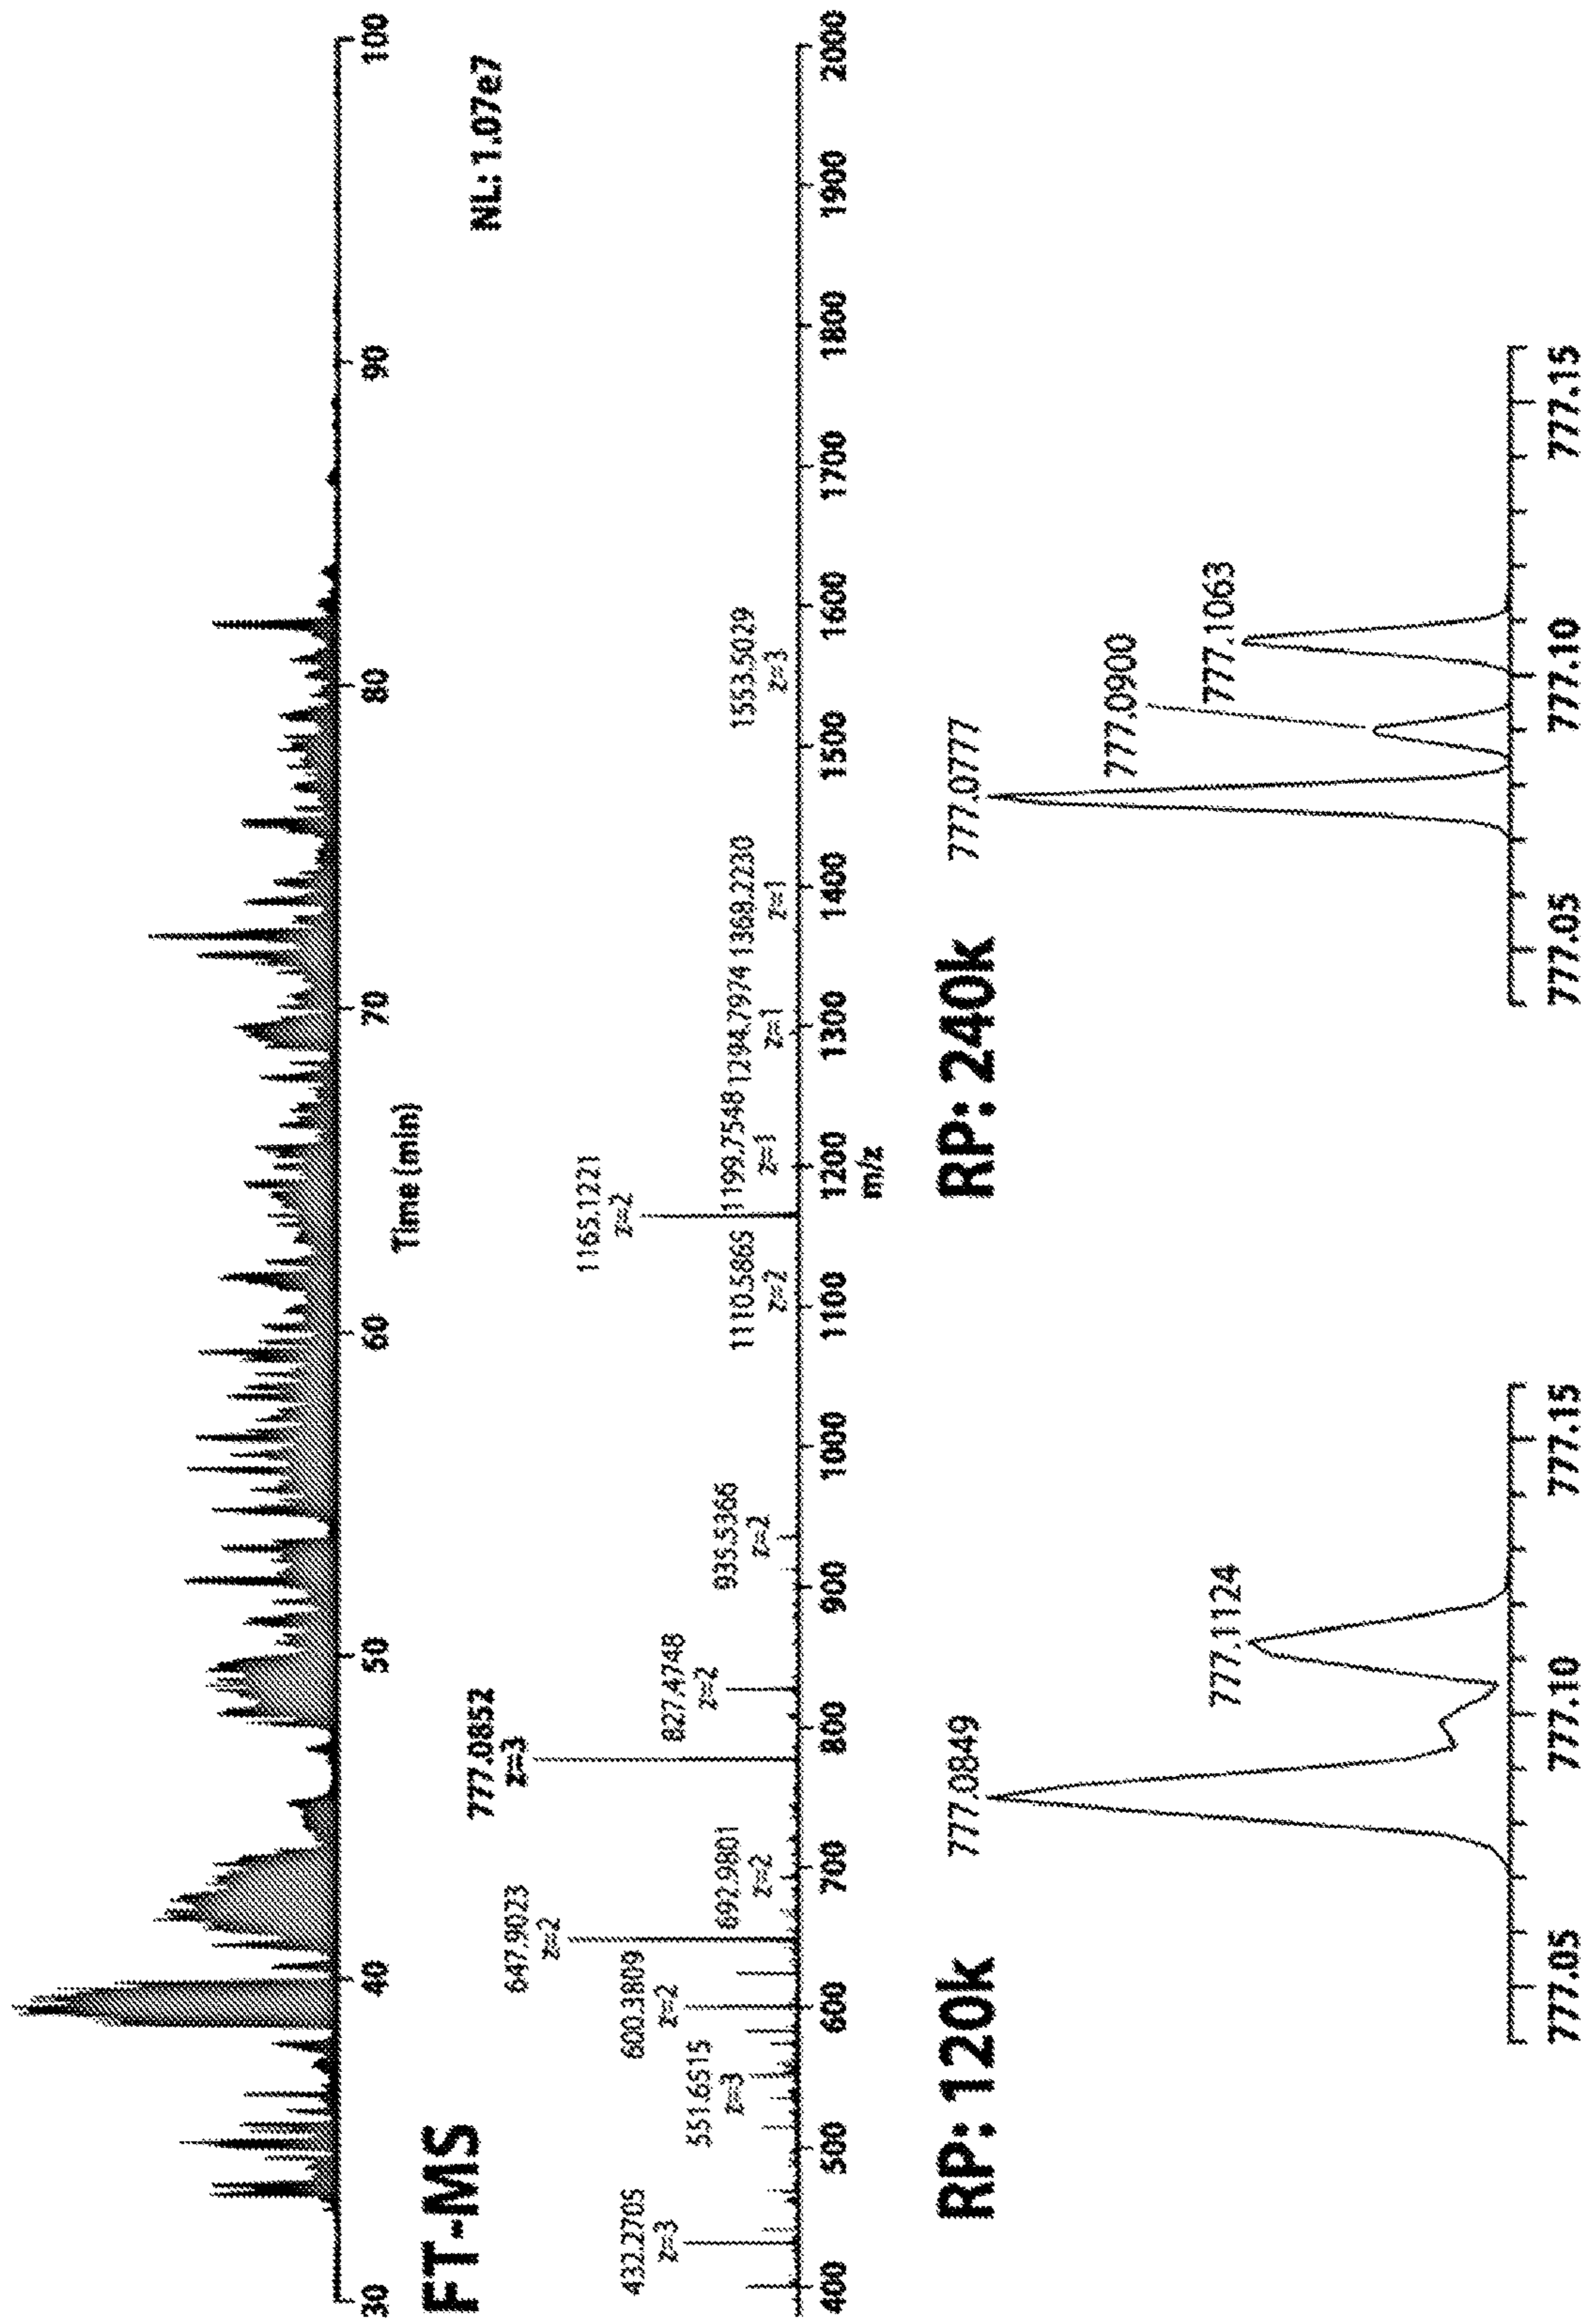 30 40 50 60 70 80 90 100
Time (min)
FT-MS
NL: 1.07e7
777.0852
z=3
647.9023
z=2
1165.1221
z=2
600.3809
z=2
432.2705
z=3
827.4748
z=2
551.6515
z=3
692.9801
z=2
935.5366
z=2
1110.5865
z=2
1199.7548
z=1
1294.7974
z=1
1368.2230
z=1
1553.5029
z=3
400 500 600 700 800 900 1000 1100 1200 1300 1400 1500 1600 1700 1800 1900 2000
m/z
RP: 120k
777.0849
777.1124
777.05 777.10 777.15
RP: 240k
777.0777
777.0900
777.1063
777.05 777.10 777.15